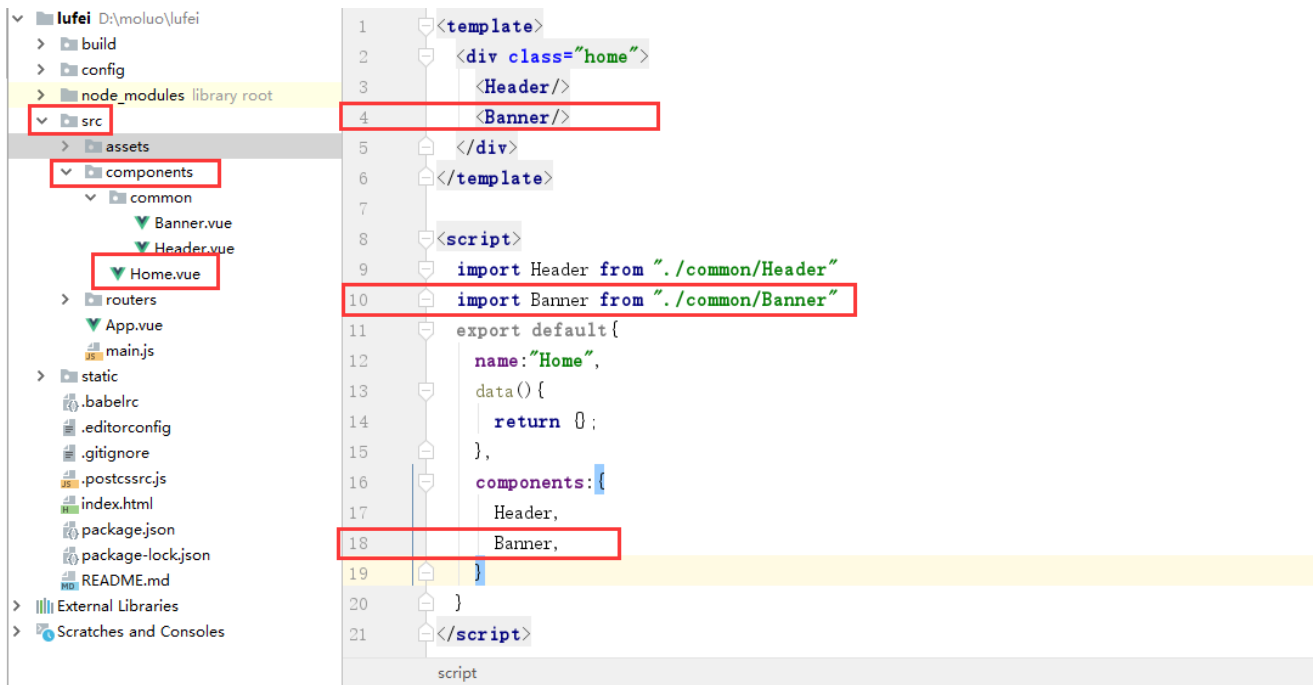 lufei D:\moluo\lufei
build
config
node_modules library root
src
assets
components
common
Banner.vue
Header.vue
Home.vue
routers
App.vue
main.js
static
.babelrc
.editorconfig
.gitignore
.postcssrc.js
index.html
package.json
package-lock.json
README.md
External Libraries
Scratches and Consoles
1 <template>
2 <div class="home">
3 <Header/>
4 <Banner/>
5 </div>
6 </template>
7
8 <script>
9 import Header from "./common/Header"
10 import Banner from "./common/Banner"
11 export default{
12 name:"Home",
13 data(){
14 return {};
15 },
16 components:{
17 Header,
18 Banner,
19 }
20 }
21 </script>
script